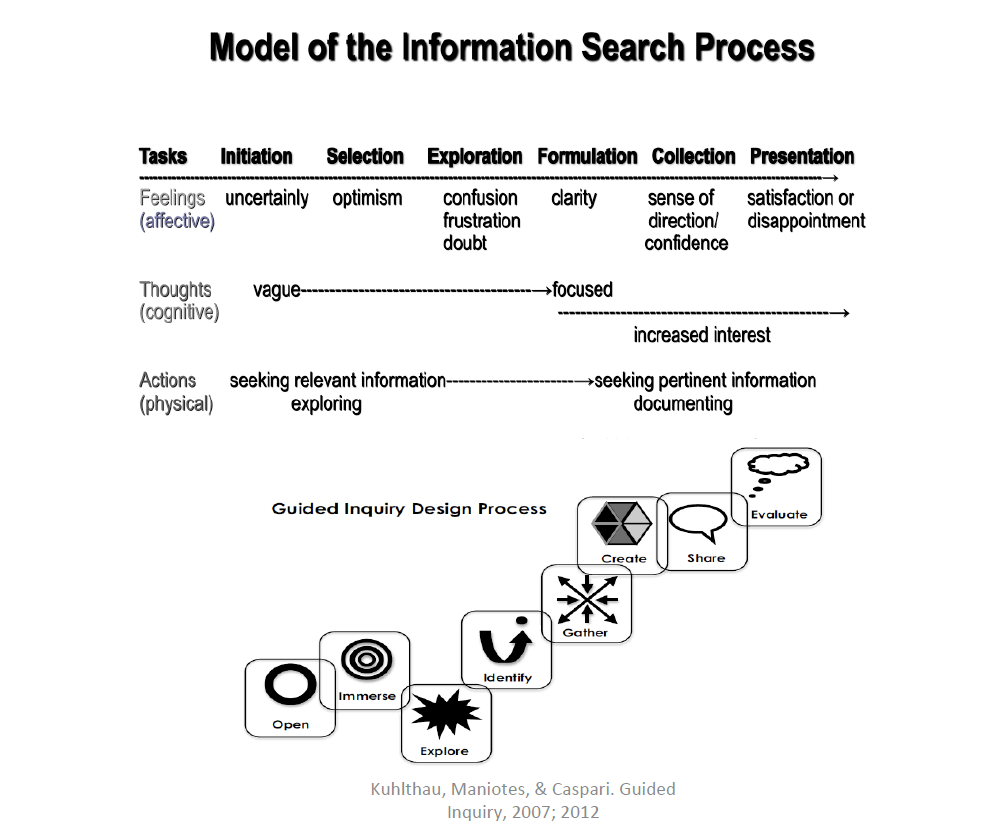 Model of the Information Search Process
Tasks Initiation Selection Exploration Formulation Collection Presentation
Feelings uncertainly optimism confusion clarity sense of satisfaction or
(affective) frustration direction/ disappointment
doubt confidence
Thoughts vague focused
(cognitive)
increased interest
Actions seeking relevant information seeking pertinent information
(physical) exploring documenting
Guided Inquiry Design Process
Evaluate
Create Share
Gather
Identify
Immerse
Open
Explore
Kuhlthau, Maniotes, & Caspari. Guided
Inquiry, 2007; 2012